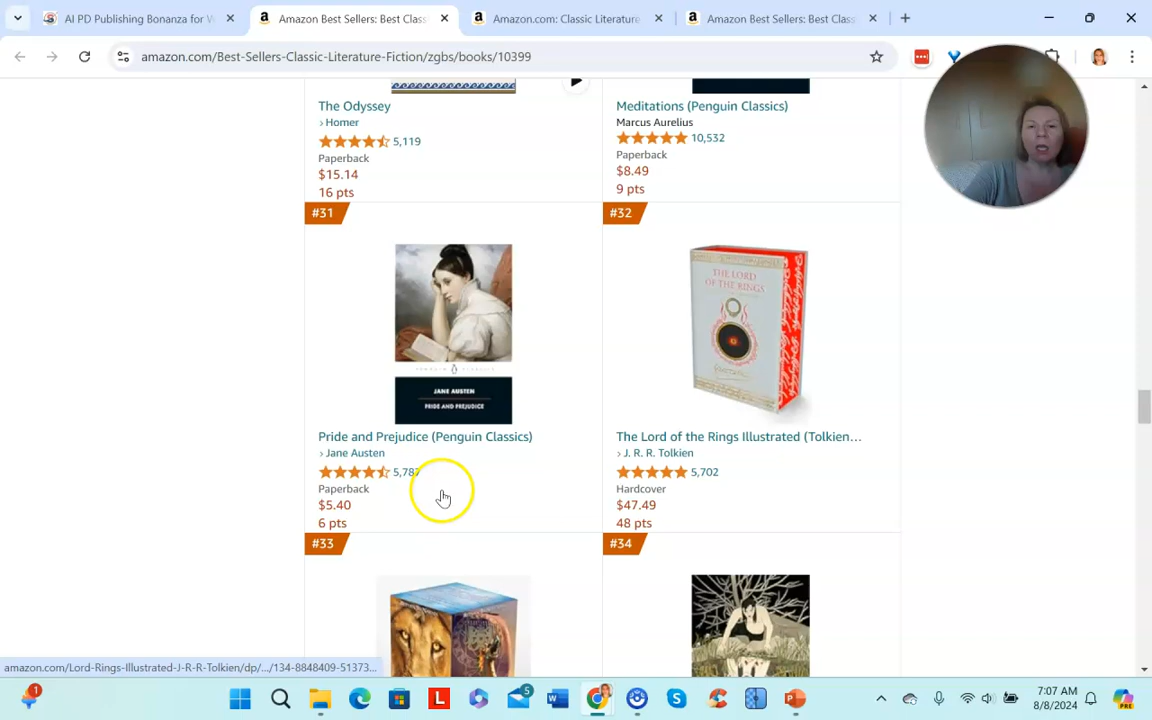 AI PD Publishing Bonanza for W
Amazon Best Sellers: Best Clas
Amazon.com: Classic Literature
Amazon Best Sellers: Best Clas
amazon.com/Best-Sellers-Classic-Literature-Fiction/zgbs/books/10399
The Odyssey
› Homer
5,119
Paperback
$15.14
16 pts
Meditations (Penguin Classics)
Marcus Aurelius
10,532
Paperback
$8.49
9 pts
#31
JANE AUSTEN
PRIDE AND PREJUDICE
Pride and Prejudice (Penguin Classics)
› Jane Austen
5,787
Paperback
$5.40
6 pts
#32
THE LORD
OF THE RINGS
The Lord of the Rings Illustrated (Tolkien…
› J. R. R. Tolkien
5,702
Hardcover
$47.49
48 pts
#33
#34
amazon.com/Lord-Rings-Illustrated-J-R-R-Tolkien/dp/.../134-8848409-51373...
1
L
5
W
S
P
PRE
7:07 AM
8/8/2024